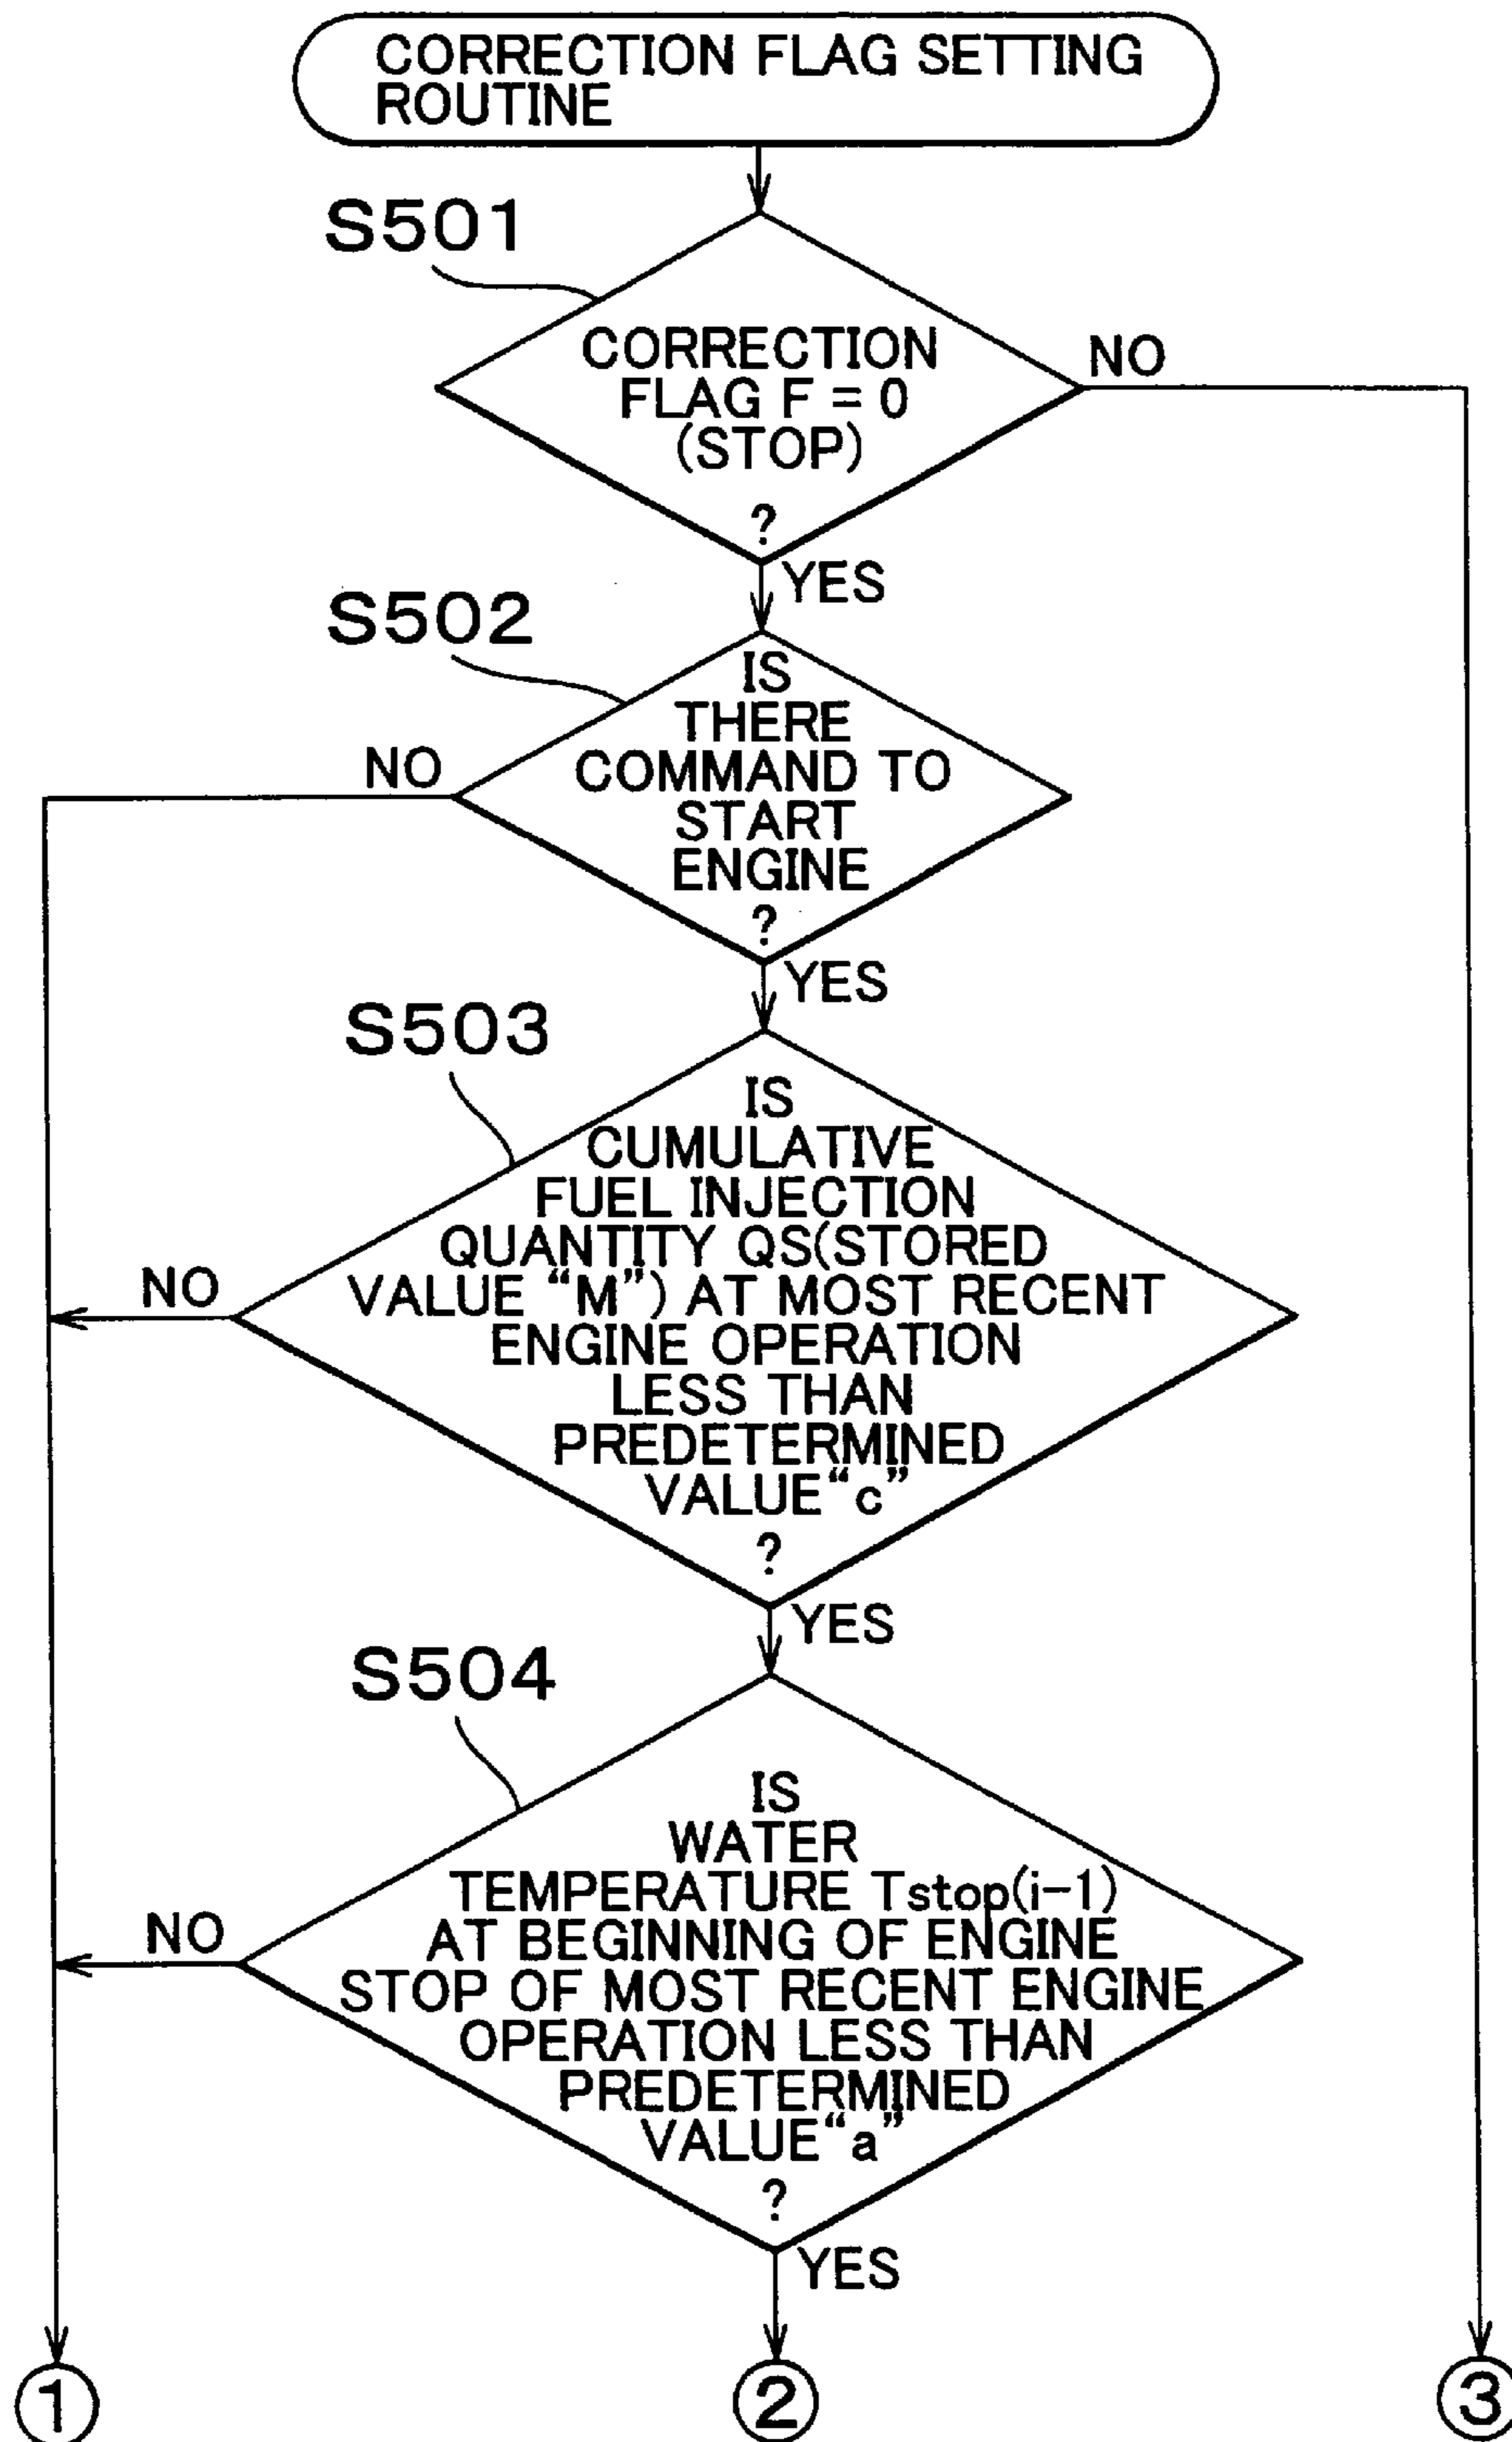 CORRECTION FLAG SETTING
ROUTINE
S501
CORRECTION
FLAG F = 0
(STOP)
?
NO
YES
S502
IS
THERE
COMMAND TO
START
ENGINE
?
NO
YES
S503
IS
CUMULATIVE
FUEL INJECTION
QUANTITY QS(STORED
VALUE “M”) AT MOST RECENT
ENGINE OPERATION
LESS THAN
PREDETERMINED
VALUE“c”
?
NO
YES
S504
IS
WATER
TEMPERATURE Tstop(i-1)
AT BEGINNING OF ENGINE
STOP OF MOST RECENT ENGINE
OPERATION LESS THAN
PREDETERMINED
VALUE“a”
?
NO
YES
① ② ③